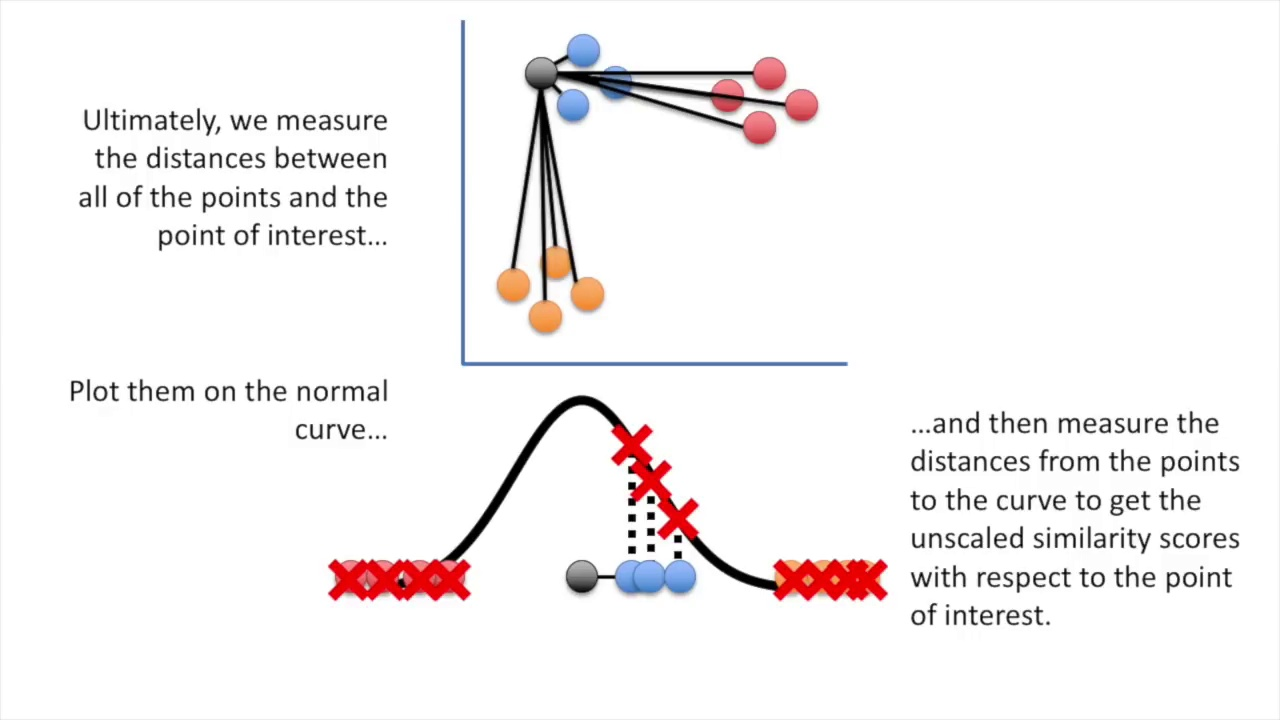 Ultimately, we measure
the distances between
all of the points and the
point of interest...
Plot them on the normal
curve...
...and then measure the
distances from the points
to the curve to get the
unscaled similarity scores
with respect to the point
of interest.